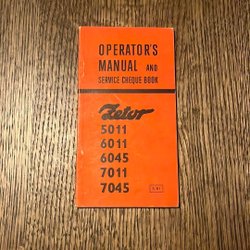 OPERATOR'S
MANUAL AND
SERVICE CHEQUE BOOK
Zetor
5011
6011
6045
7011
7045